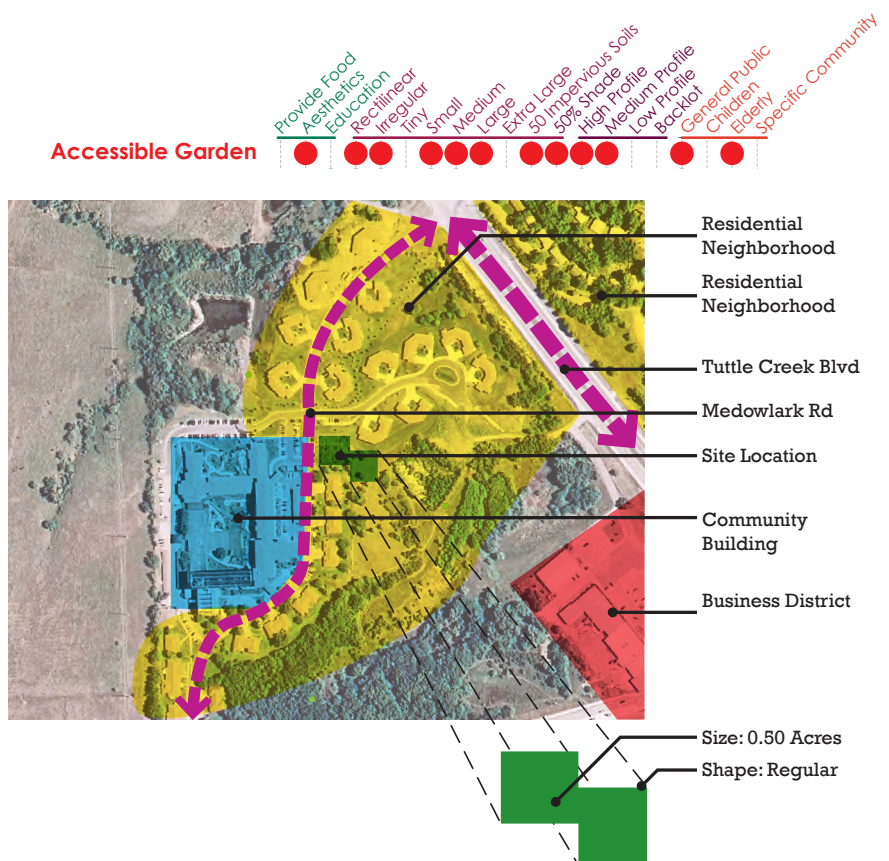 Provide Food
Aesthetics
Education
Rectilinear
Irregular
Tiny
Small
Medium
Large
Extra Large
50 Impervious Soils
50% Shade
High Profile
Medium Profile
Low Profile
Backlot
General Public
Children
Elderly
Specific Community
Accessible Garden
Residential
Neighborhood
Residential
Neighborhood
Tuttle Creek Blvd
Medowlark Rd
Site Location
Community
Building
Business District
Size: 0.50 Acres
Shape: Regular